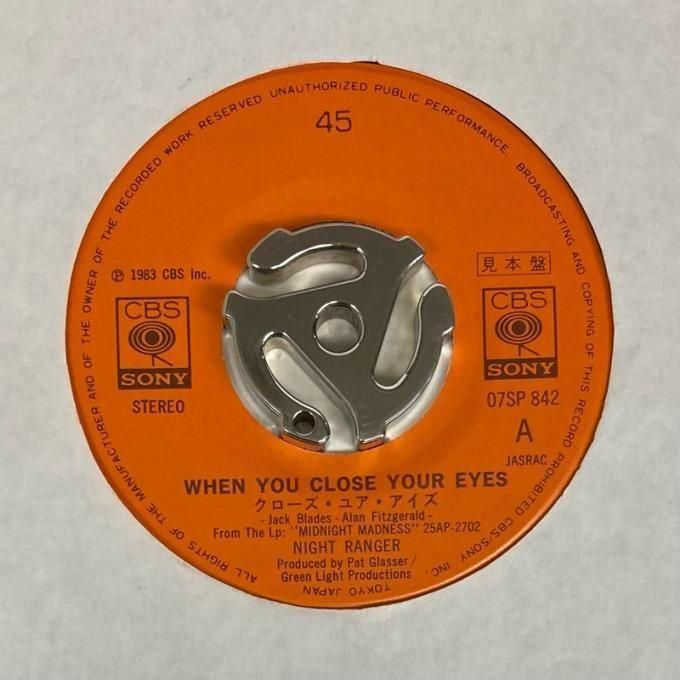 ALL RIGHTS OF THE MANUFACTURER AND OF THE OWNER OF THE RECORDED WORK RESERVED UNAUTHORIZED PUBLIC PERFORMANCE BROADCASTING AND COPYING OF THIS RECORD PROHIBITED CBS/SONY INC.
TOKYO JAPAN
45
℗ 1983 CBS Inc.
見本盤
CBS
SONY
CBS
SONY
STEREO
07SP 842
A
JASRAC
WHEN YOU CLOSE YOUR EYES
クローズ・ユア・アイズ
- Jack Blades - Alan Fitzgerald -
From The Lp: "MIDNIGHT MADNESS" 25AP-2702
NIGHT RANGER
Produced by Pat Glasser/
Green Light Productions